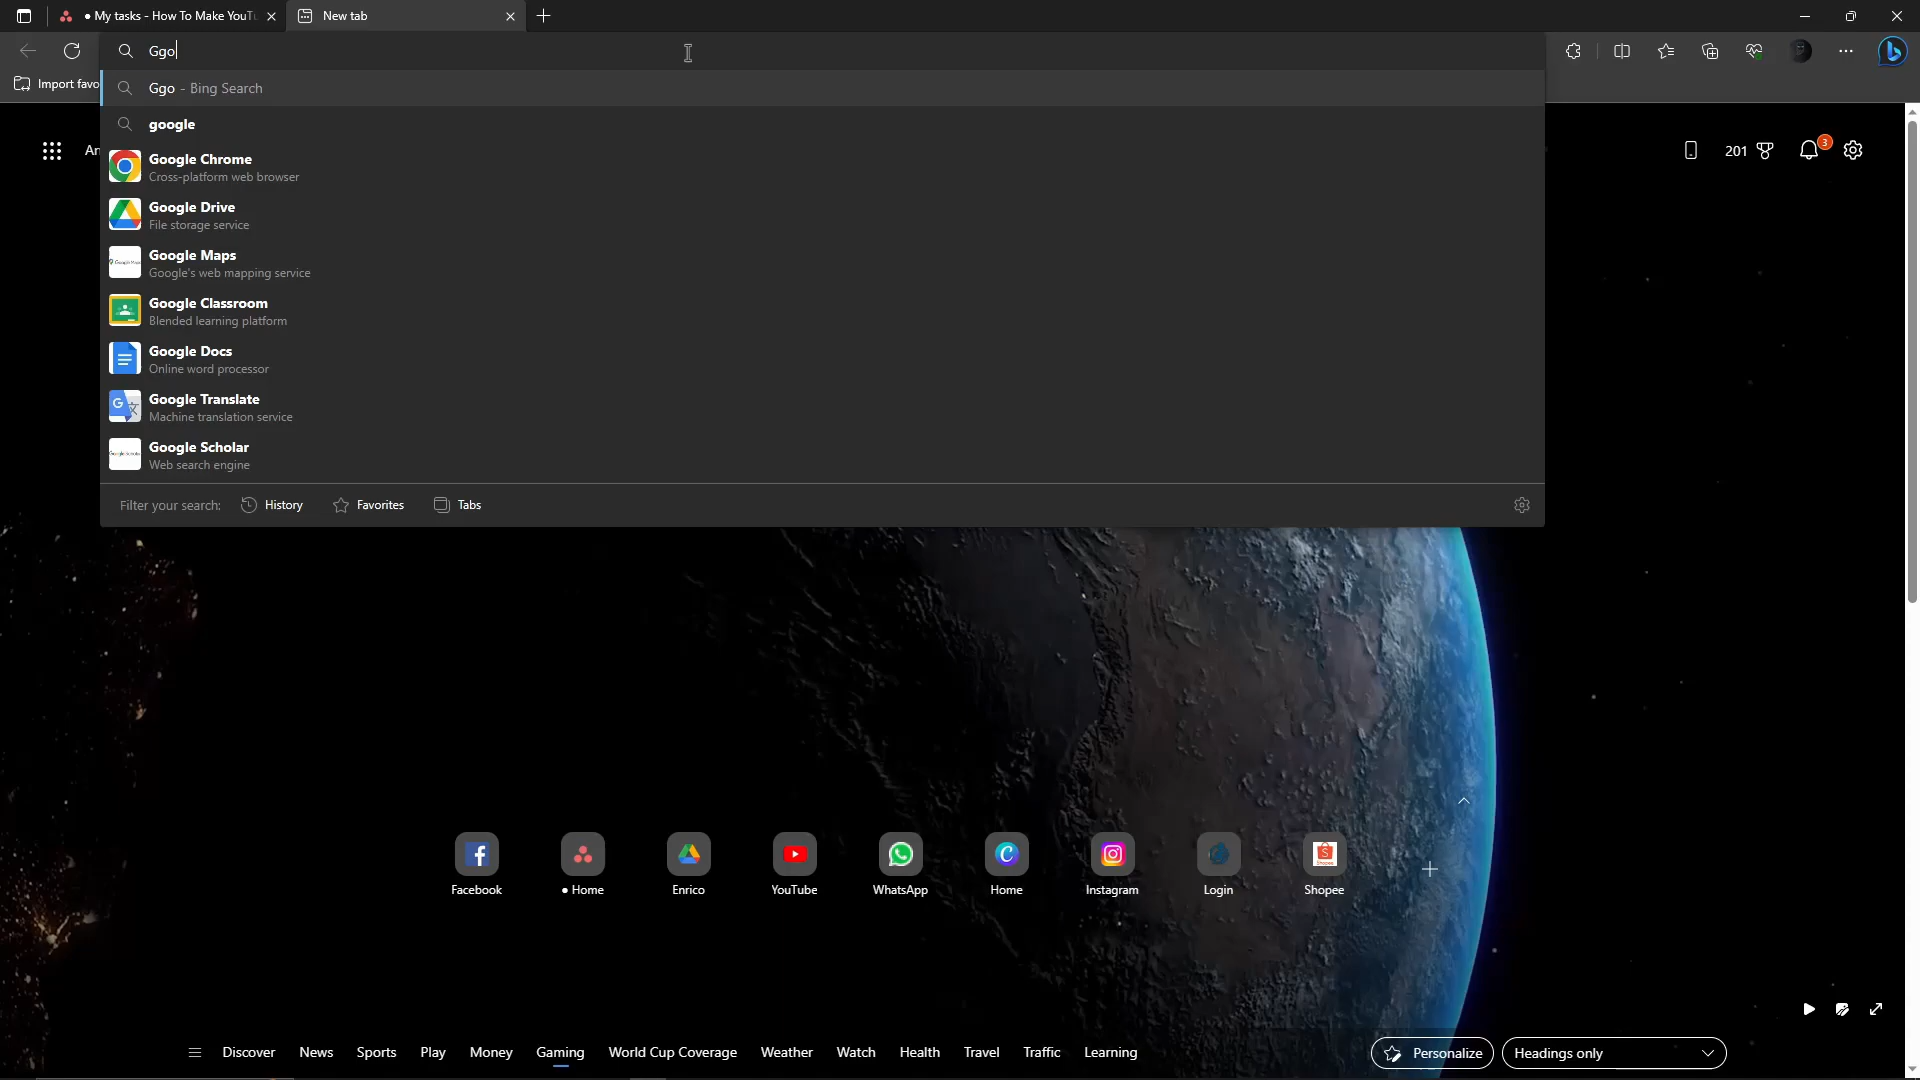 • My tasks - How To Make YouTu
New tab
Ggo
Import favo
Ggo - Bing Search
google
Google Chrome
Cross-platform web browser
Google Drive
File storage service
Google Maps
Google's web mapping service
Google Classroom
Blended learning platform
Google Docs
Online word processor
Google Translate
Machine translation service
Google Scholar
Web search engine
Filter your search:
History
Favorites
Tabs
An
201
3
Facebook
• Home
Enrico
YouTube
WhatsApp
Home
Instagram
Login
Shopee
Discover
News
Sports
Play
Money
Gaming
World Cup Coverage
Weather
Watch
Health
Travel
Traffic
Learning
Personalize
Headings only